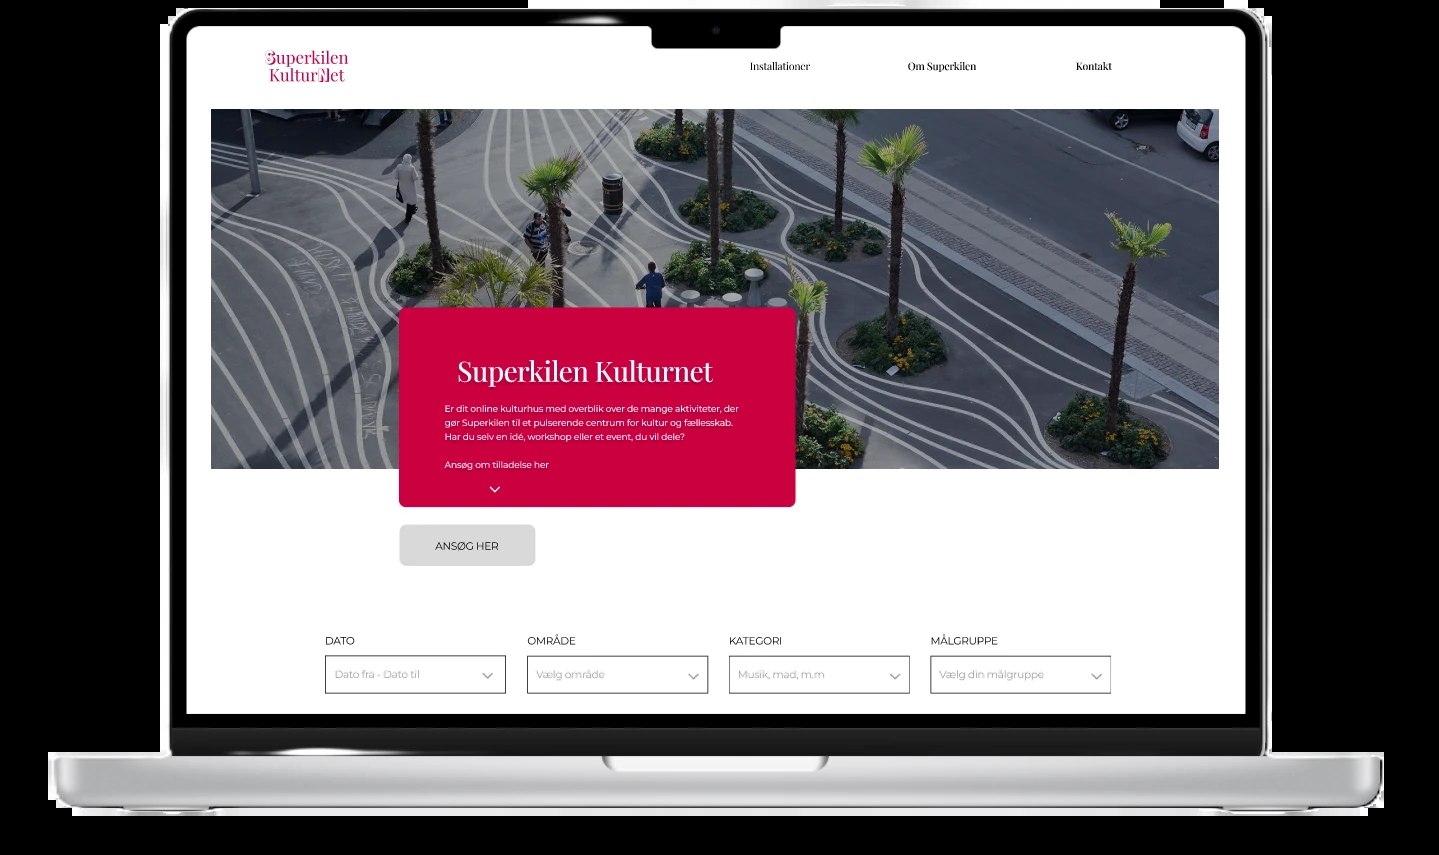 Superkilen
KulturNet
Installationer
Om Superkilen
Kontakt
Superkilen Kulturnet
Er dit online kulturhus med overblik over de mange aktiviteter, der
gør Superkilen til et pulserende centrum for kultur og fællesskab.
Har du selv en idé, workshop eller et event, du vil dele?
Ansøg om tilladelse her
ANSØG HER
DATO
OMRÅDE
KATEGORI
MÅLGRUPPE
Dato fra - Dato til
Vælg område
Musik, mad, m.m
Vælg din målgruppe